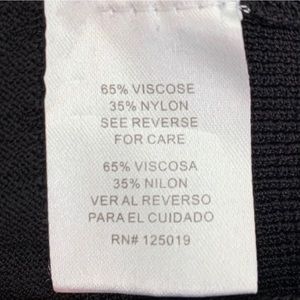 65% VISCOSE
35% NYLON
SEE REVERSE
FOR CARE
65% VISCOSA
35% NILON
VER AL REVERSO
PARA EL CUIDADO
RN# 125019